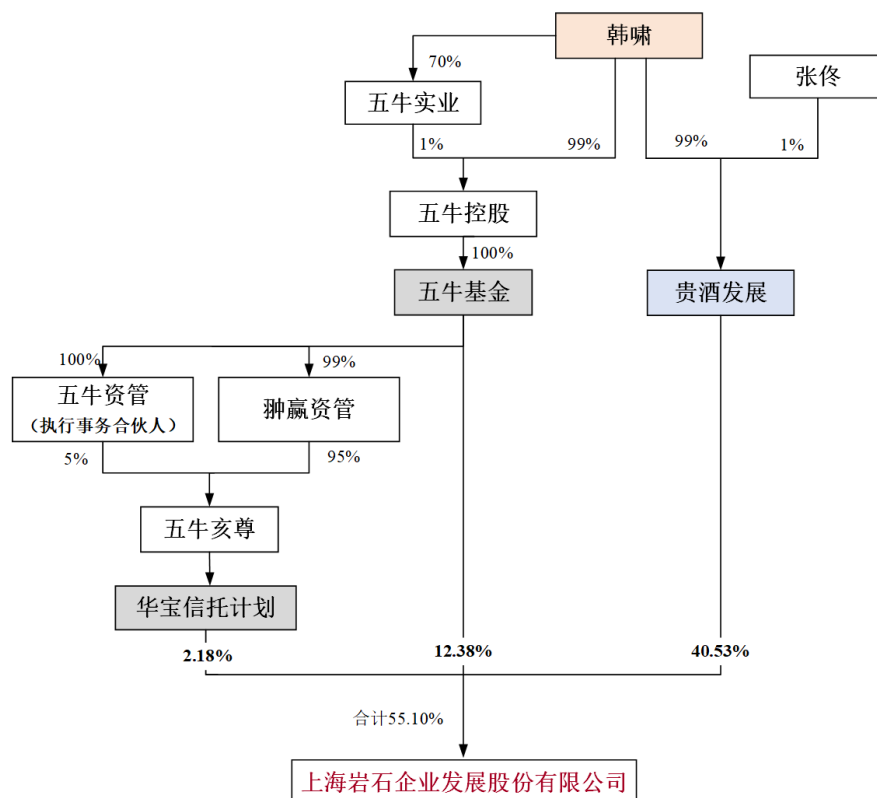 韩啸
张佟
70%
五牛实业
1%
99%
99%
1%
五牛控股
100%
五牛基金
贵酒发展
100%
99%
五牛资管
（执行事务合伙人）
翀赢资管
5%
95%
五牛亥尊
华宝信托计划
2.18%
12.38%
40.53%
合计55.10%
上海岩石企业发展股份有限公司